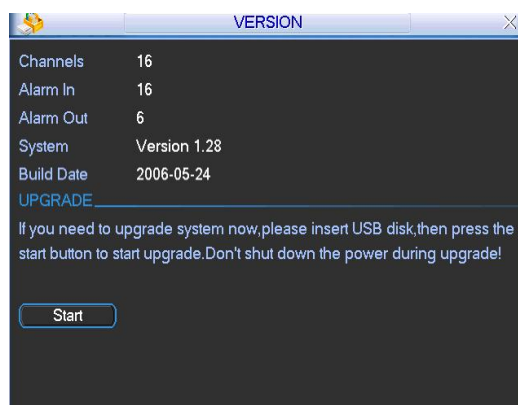 VERSION
Channels 16
Alarm In 16
Alarm Out 6
System Version 1.28
Build Date 2006-05-24
UPGRADE
If you need to upgrade system now,please insert USB disk,then press the
start button to start upgrade.Don't shut down the power during upgrade!
Start